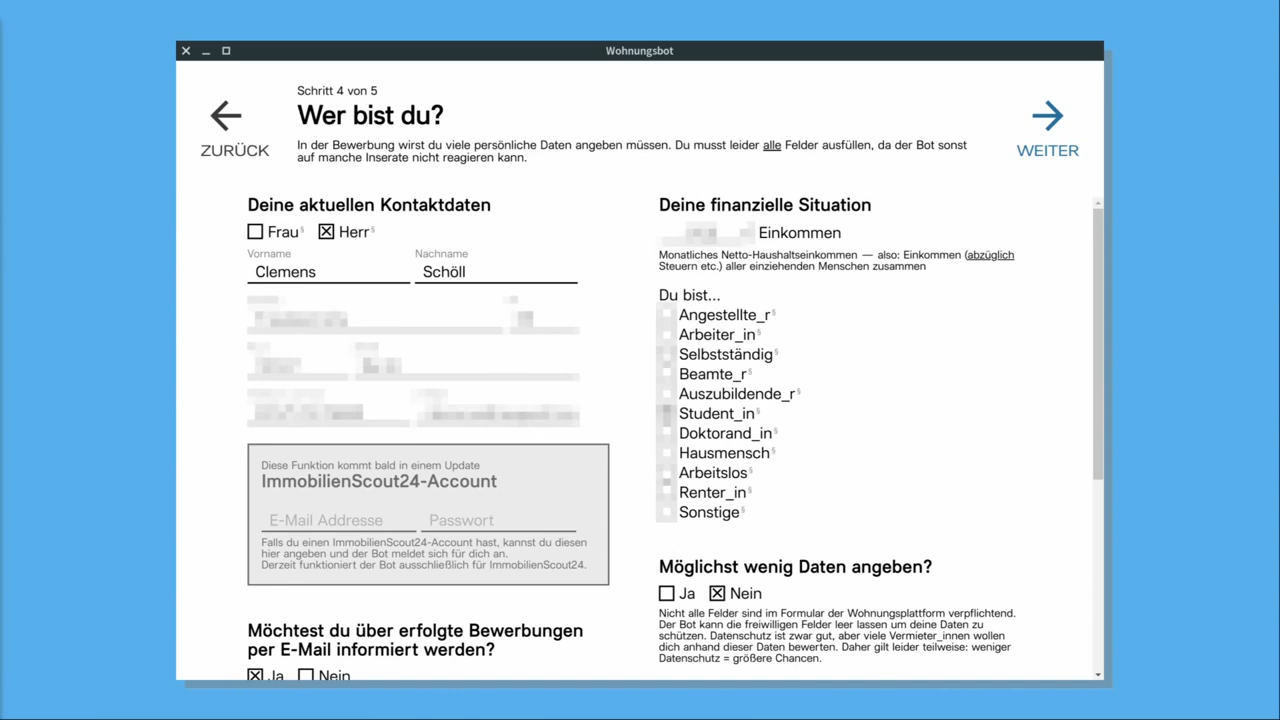 Wohnungsbot
Schritt 4 von 5
Wer bist du?
ZURÜCK
In der Bewerbung wirst du viele persönliche Daten angeben müssen. Du musst leider alle Felder ausfüllen, da der Bot sonst
auf manche Inserate nicht reagieren kann.
WEITER
Deine aktuellen Kontaktdaten
Frau§ Herr§
Vorname Nachname
Clemens Schöll
Diese Funktion kommt bald in einem Update
ImmobilienScout24-Account
E-Mail Addresse Passwort
Falls du einen ImmobilienScout24-Account hast, kannst du diesen
hier angeben und der Bot meldet sich für dich an.
Derzeit funktioniert der Bot ausschließlich für ImmobilienScout24.
Möchtest du über erfolgte Bewerbungen
per E-Mail informiert werden?
Ja Nein
Deine finanzielle Situation
Einkommen
Monatliches Netto-Haushaltseinkommen — also: Einkommen (abzüglich
Steuern etc.) aller einziehenden Menschen zusammen
Du bist...
Angestellte_r§
Arbeiter_in§
Selbstständig§
Beamte_r§
Auszubildende_r§
Student_in§
Doktorand_in§
Hausmensch§
Arbeitslos§
Renter_in§
Sonstige§
Möglichst wenig Daten angeben?
Ja Nein
Nicht alle Felder sind im Formular der Wohnungsplattform verpflichtend.
Der Bot kann die freiwilligen Felder leer lassen um deine Daten zu
schützen. Datenschutz ist zwar gut, aber viele Vermieter_innen wollen
dich anhand dieser Daten bewerten. Daher gilt leider teilweise: weniger
Datenschutz = größere Chancen.